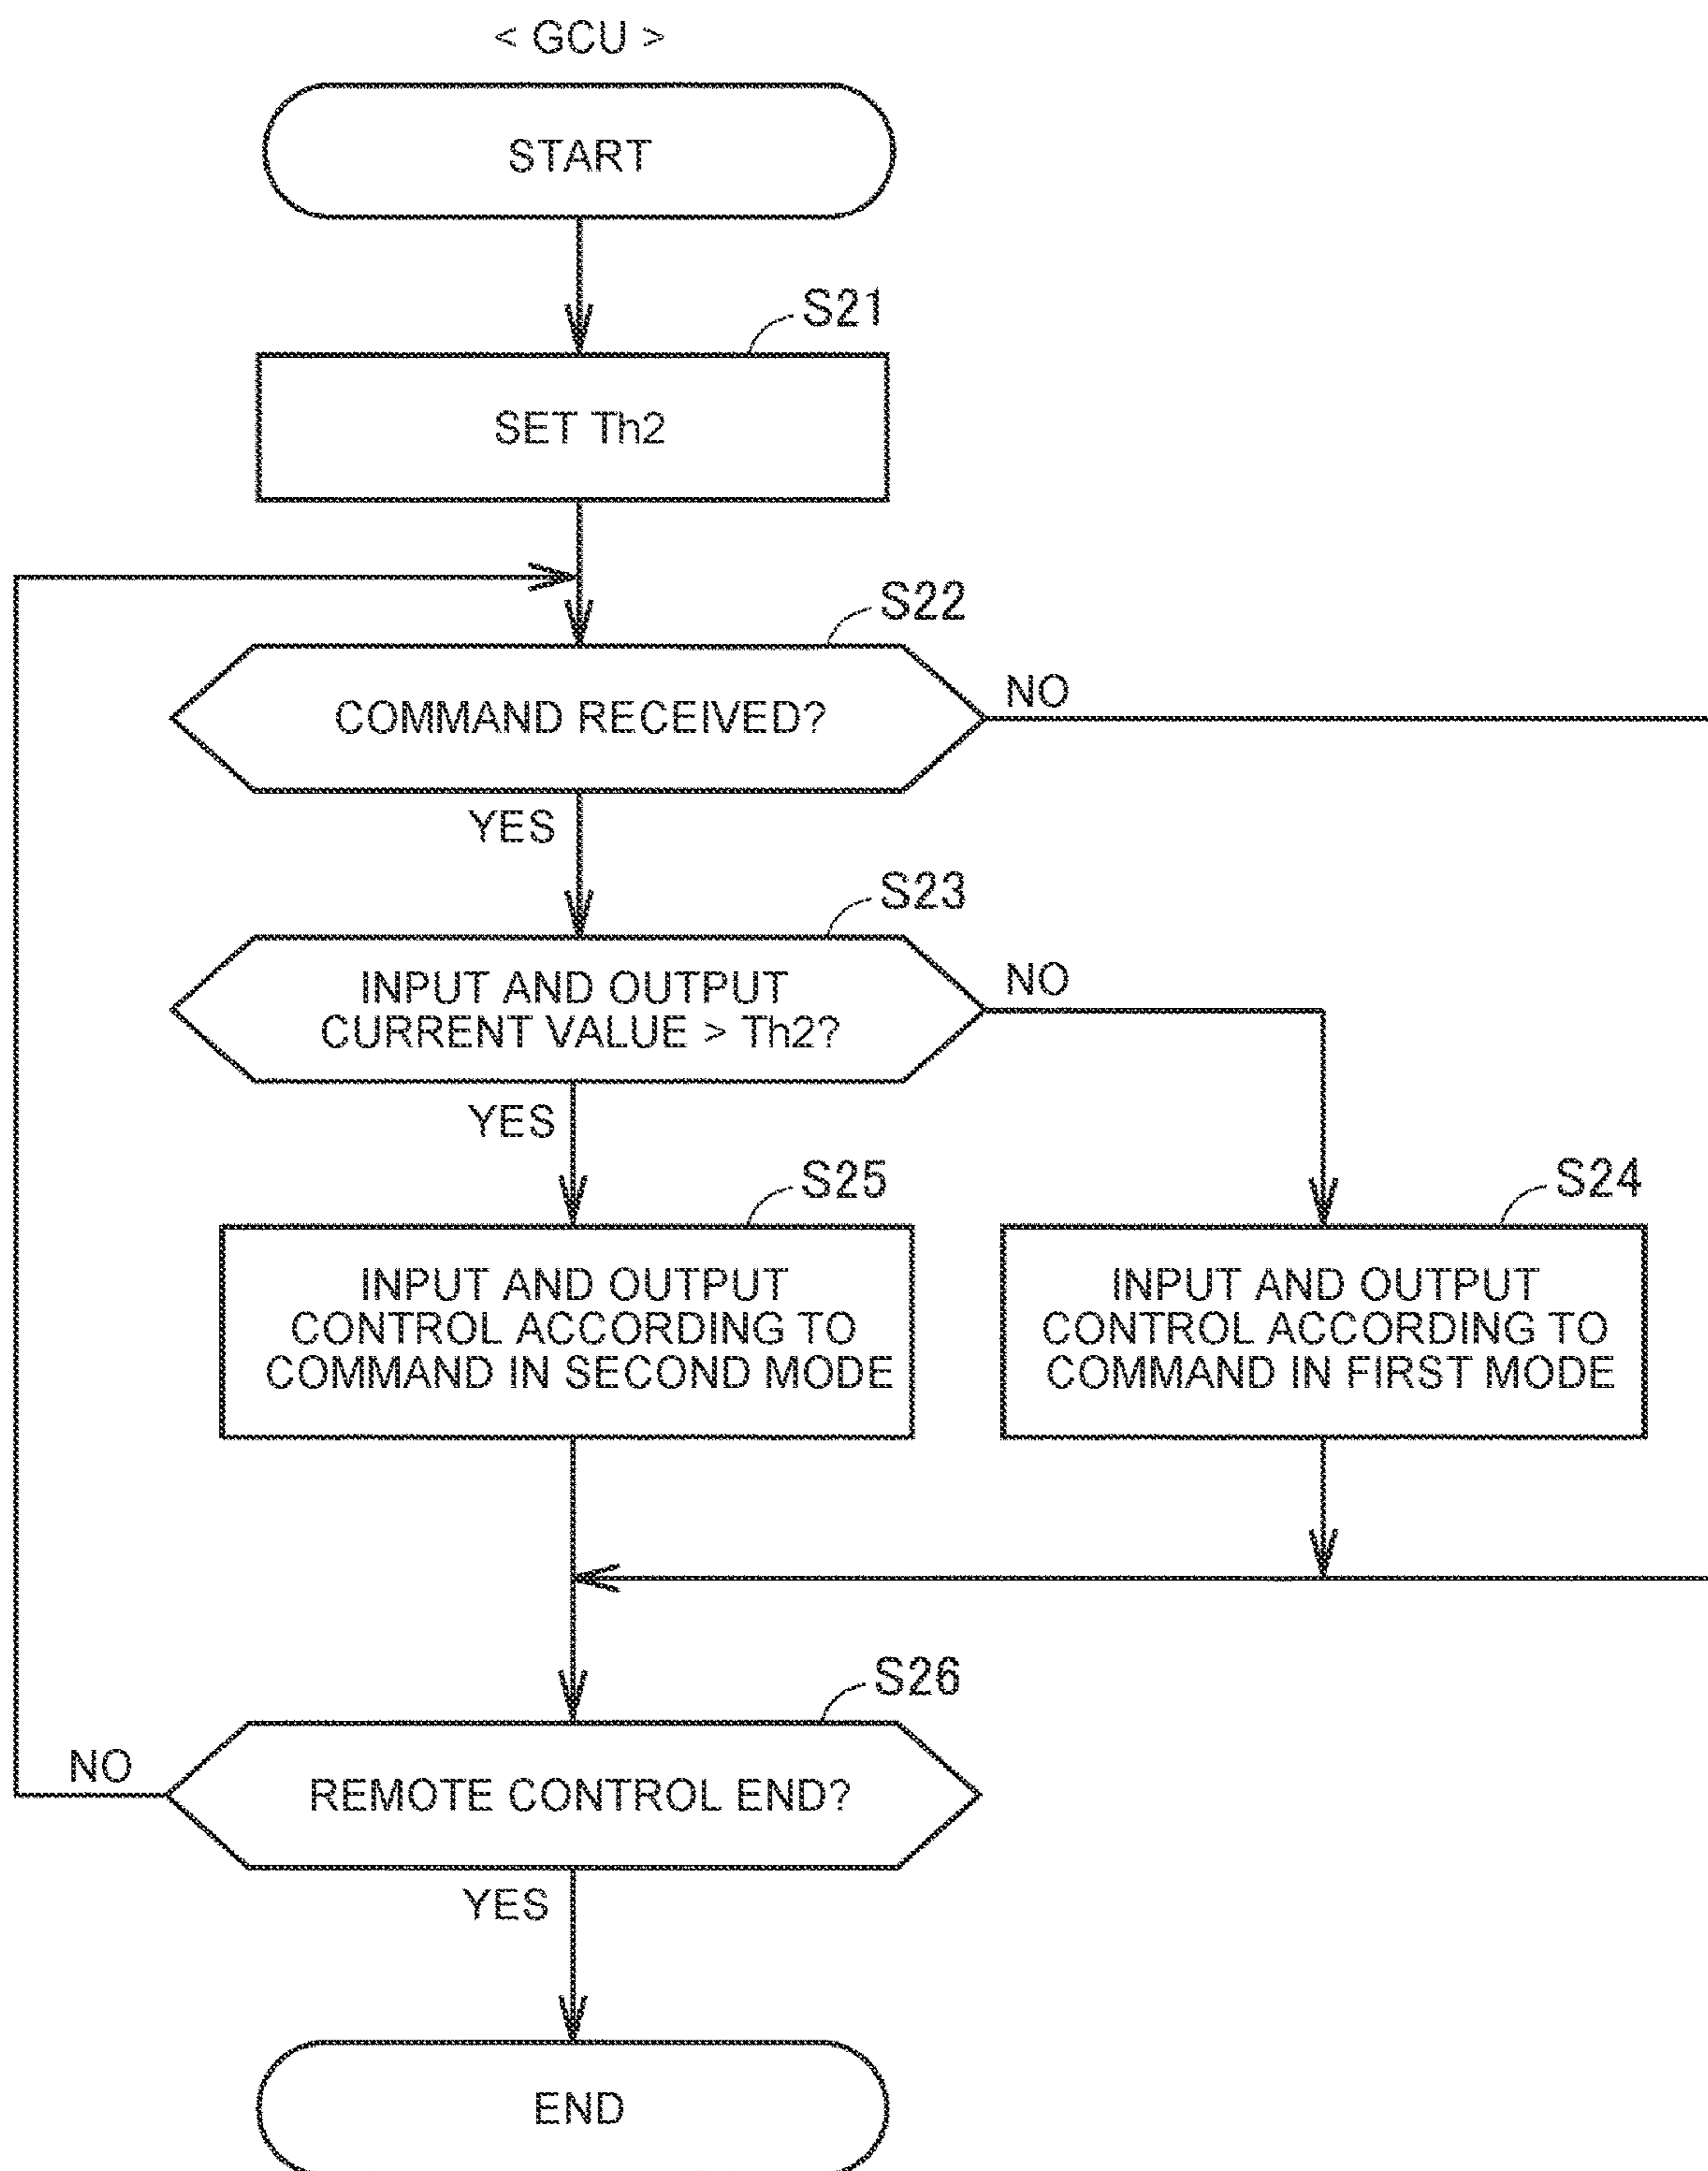 < GCU >
START
S21
SET Th2
S22
COMMAND RECEIVED?
NO
YES
S23
INPUT AND OUTPUT
CURRENT VALUE > Th2?
NO
YES
S25
INPUT AND OUTPUT
CONTROL ACCORDING TO
COMMAND IN SECOND MODE
S24
INPUT AND OUTPUT
CONTROL ACCORDING TO
COMMAND IN FIRST MODE
S26
REMOTE CONTROL END?
NO
YES
END